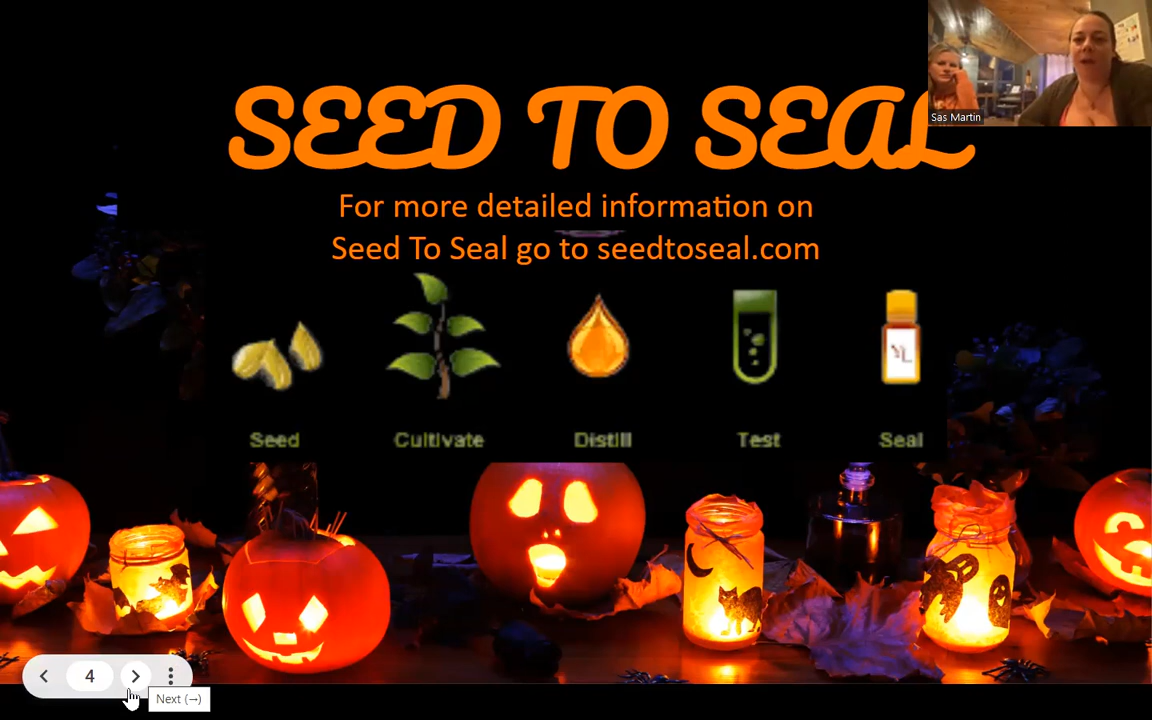 SEED TO SEAL
Sas Martin
For more detailed information on
Seed To Seal go to seedtoseal.com
YL
Seed
Cultivate
Distill
Test
Seal
4
Next (→)